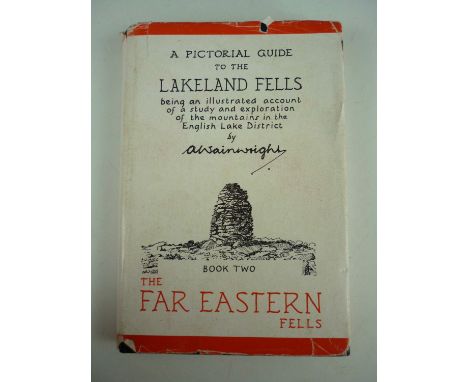 A PICTORIAL GUIDE
TO THE
LAKELAND FELLS
being an illustrated account
of a study and exploration
of the mountains in the
English Lake District
by
AWainwright
BOOK TWO
THE
FAR EASTERN
FELLS